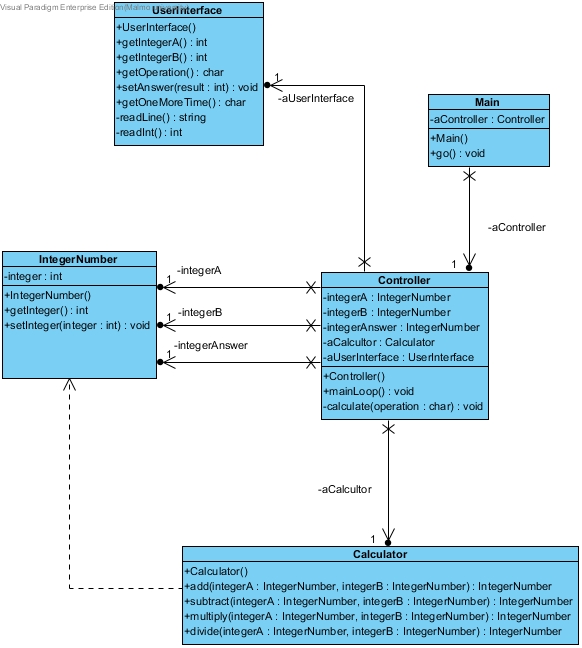 Visual Paradigm Enterprise Edition(Malmö
UserInterface
+UserInterface()
+getIntegerA() : int
+getIntegerB() : int
+getOperation() : char
+setAnswer(result : int) : void
+getOneMoreTime() : char
-readLine() : string
-readInt() : int
1
-aUserInterface
Main
-aController : Controller
+Main()
+go() : void
-aController
1
IntegerNumber
-integer : int
+IntegerNumber()
+getInteger() : int
+setInteger(integer : int) : void
-integerA
1
-integerB
1
-integerAnswer
1
Controller
-integerA : IntegerNumber
-integerB : IntegerNumber
-integerAnswer : IntegerNumber
-aCalcultor : Calculator
-aUserInterface : UserInterface
+Controller()
+mainLoop() : void
-calculate(operation : char) : void
-aCalcultor
1
Calculator
+Calculator()
+add(integerA : IntegerNumber, integerB : IntegerNumber) : IntegerNumber
+subtract(integerA : IntegerNumber, integerB : IntegerNumber) : IntegerNumber
+multiply(integerA : IntegerNumber, integerB : IntegerNumber) : IntegerNumber
+divide(integerA : IntegerNumber, integerB : IntegerNumber) : IntegerNumber